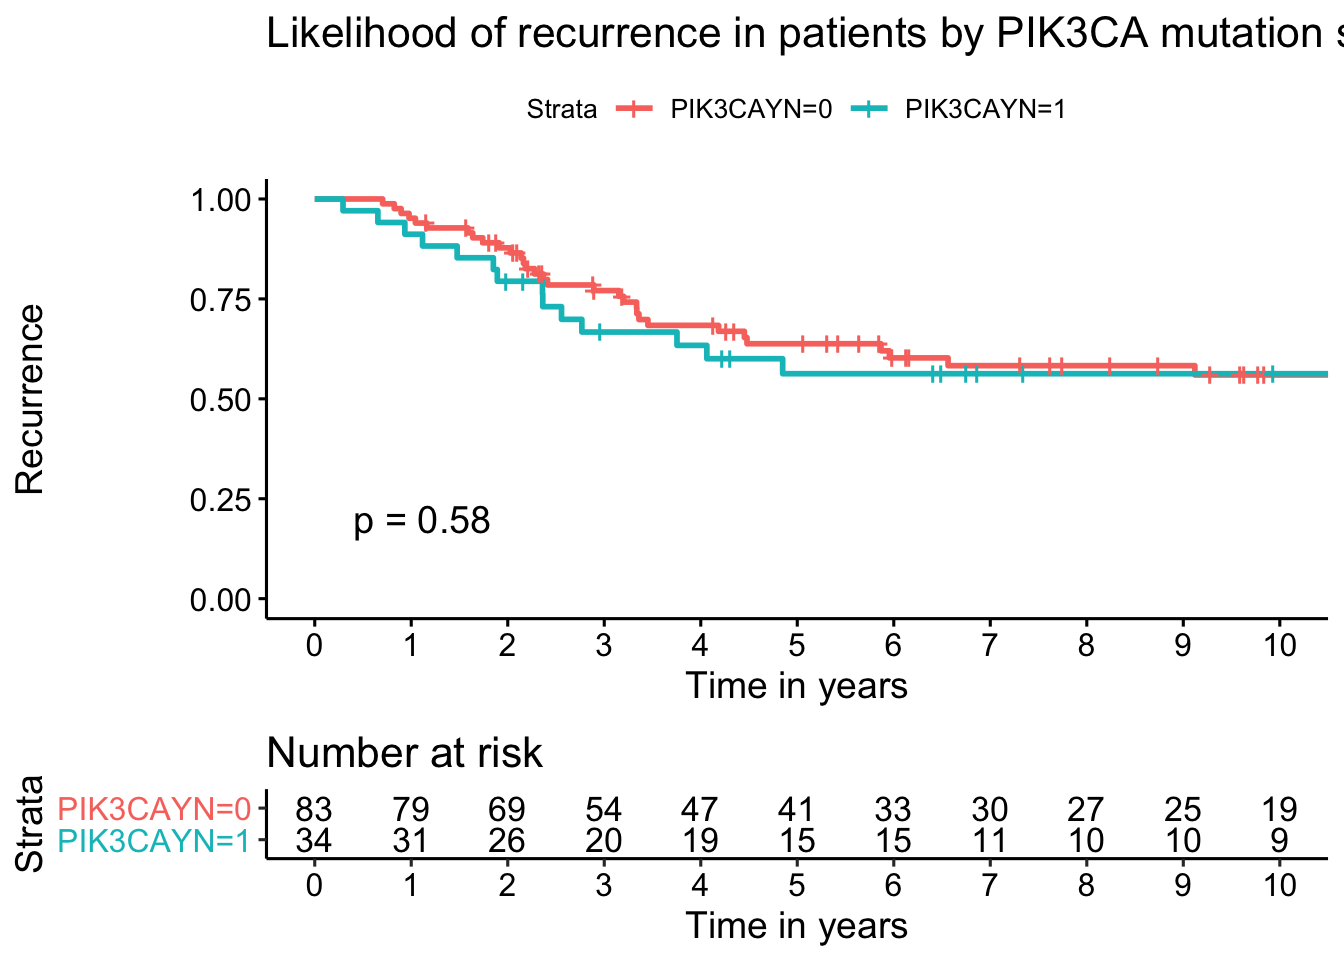 Likelihood of recurrence in patients by PIK3CA mutation s
Strata PIK3CAYN=0 PIK3CAYN=1
Recurrence
1.00
0.75
0.50
0.25
0.00
p = 0.58
0 1 2 3 4 5 6 7 8 9 10
Time in years
Number at risk
Strata
PIK3CAYN=0 83 79 69 54 47 41 33 30 27 25 19
PIK3CAYN=1 34 31 26 20 19 15 15 11 10 10 9
0 1 2 3 4 5 6 7 8 9 10
Time in years